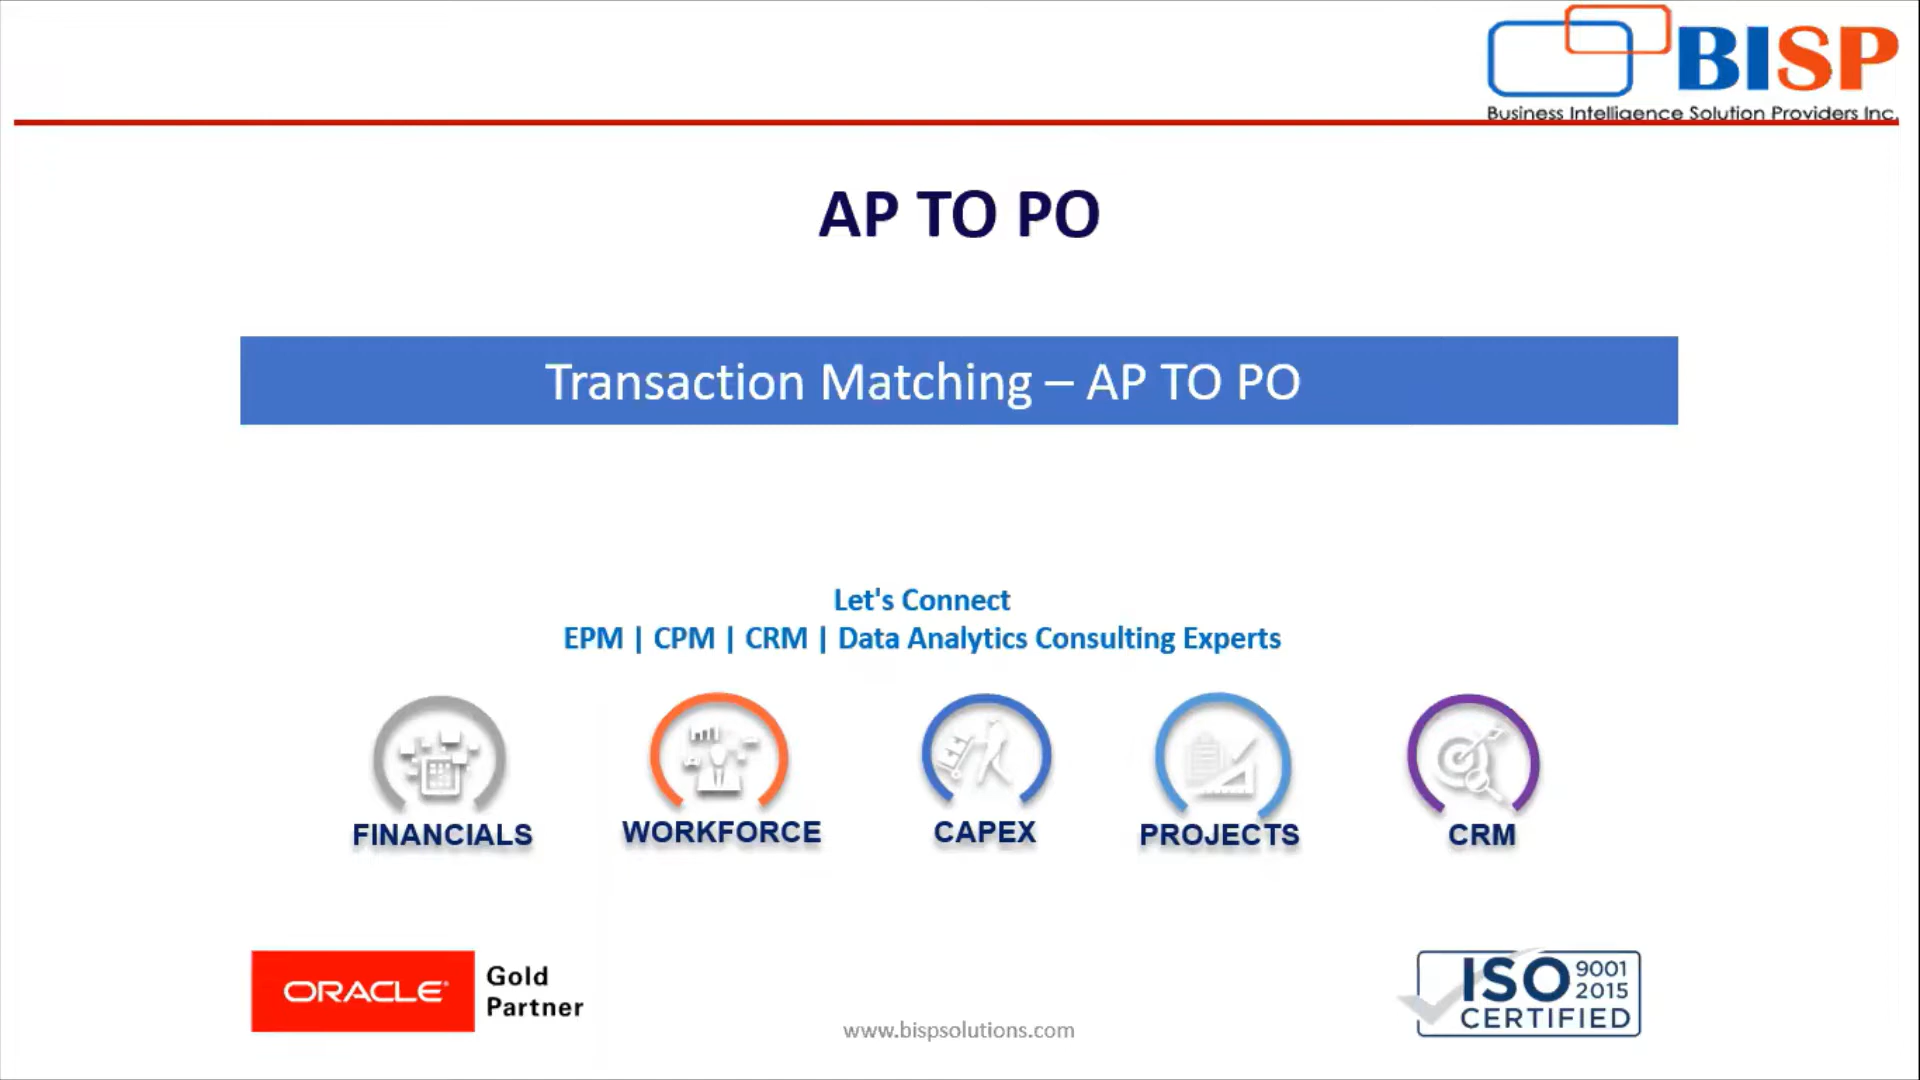 BISP
Business Intelligence Solution Providers Inc.
AP TO PO
Transaction Matching – AP TO PO
Let's Connect
EPM | CPM | CRM | Data Analytics Consulting Experts
FINANCIALS
WORKFORCE
CAPEX
PROJECTS
CRM
ORACLE
Gold
Partner
www.bispsolutions.com
ISO 9001
2015
CERTIFIED